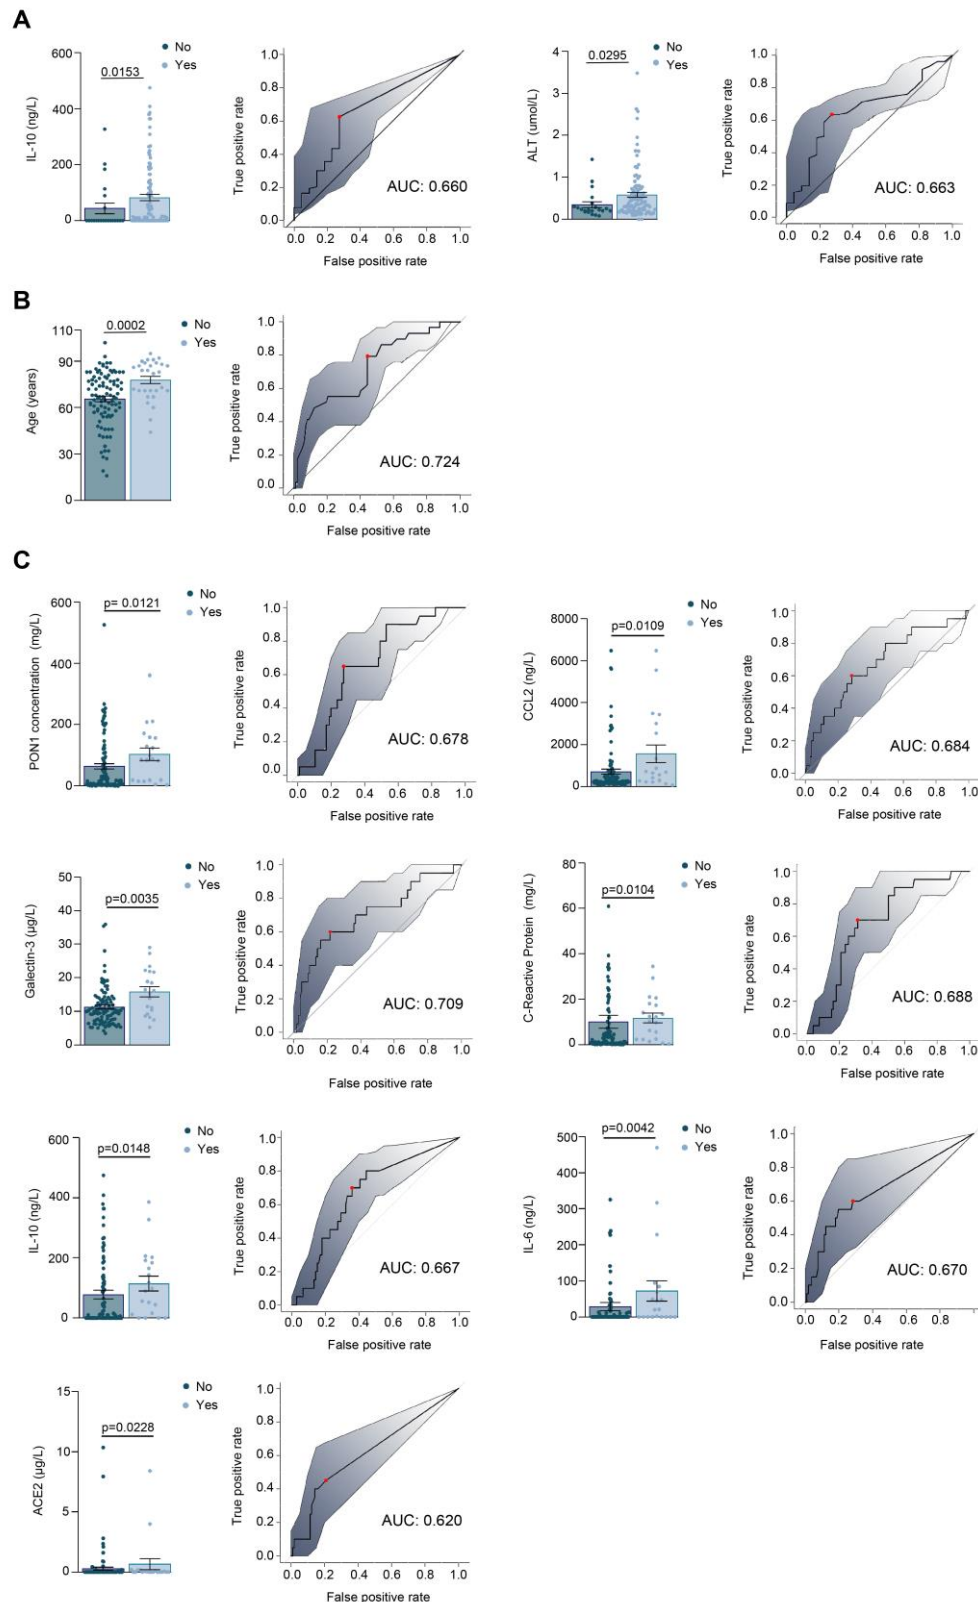 A
600
400
200
0
IL-10 (ng/L)
0.0153
No
Yes
1.0
0.8
0.6
0.4
0.2
0.0
True positive rate
AUC: 0.660
0.0 0.2 0.4 0.6 0.8 1.0
False positive rate
4
3
2
1
0
ALT (umol/L)
0.0295
No
Yes
1.0
0.8
0.6
0.4
0.2
0.0
True positive rate
AUC: 0.663
0.0 0.2 0.4 0.6 0.8 1.0
False positive rate
B
110
90
60
30
0
Age (years)
0.0002
No
Yes
1.0
0.8
0.6
0.4
0.2
0.0
True positive rate
AUC: 0.724
0.0 0.2 0.4 0.6 0.8 1.0
False positive rate
C
600
400
200
0
PON1 concentration (mg/L)
p= 0.0121
No
Yes
1.0
0.8
0.6
0.4
0.2
0.0
True positive rate
AUC: 0.678
0.0 0.2 0.4 0.6 0.8 1.0
False positive rate
8000
6000
4000
2000
0
CCL2 (ng/L)
p=0.0109
No
Yes
1.0
0.8
0.6
0.4
0.2
0.0
True positive rate
AUC: 0.684
0.0 0.2 0.4 0.6 0.8 1.0
False positive rate
50
40
30
20
10
0
Galectin-3 (µg/L)
p=0.0035
No
Yes
1.0
0.8
0.6
0.4
0.2
0.0
True positive rate
AUC: 0.709
0.0 0.2 0.4 0.6 0.8 1.0
False positive rate
80
60
40
20
0
C-Reactive Protein (mg/L)
p=0.0104
No
Yes
1.0
0.8
0.6
0.4
0.2
0.0
True positive rate
AUC: 0.688
0.0 0.2 0.4 0.6 0.8 1.0
False positive rate
600
400
200
0
IL-10 (ng/L)
p=0.0148
No
Yes
1.0
0.8
0.6
0.4
0.2
0.0
True positive rate
AUC: 0.667
0.0 0.2 0.4 0.6 0.8 1.0
False positive rate
500
400
300
200
100
0
IL-6 (ng/L)
p=0.0042
No
Yes
1.0
0.8
0.6
0.4
0.2
0.0
True positive rate
AUC: 0.670
0.0 0.2 0.4 0.6 0.8 1.0
False positive rate
15
10
5
0
ACE2 (µg/L)
p=0.0228
No
Yes
1.0
0.8
0.6
0.4
0.2
0.0
True positive rate
AUC: 0.620
0.0 0.2 0.4 0.6 0.8 1.0
False positive rate